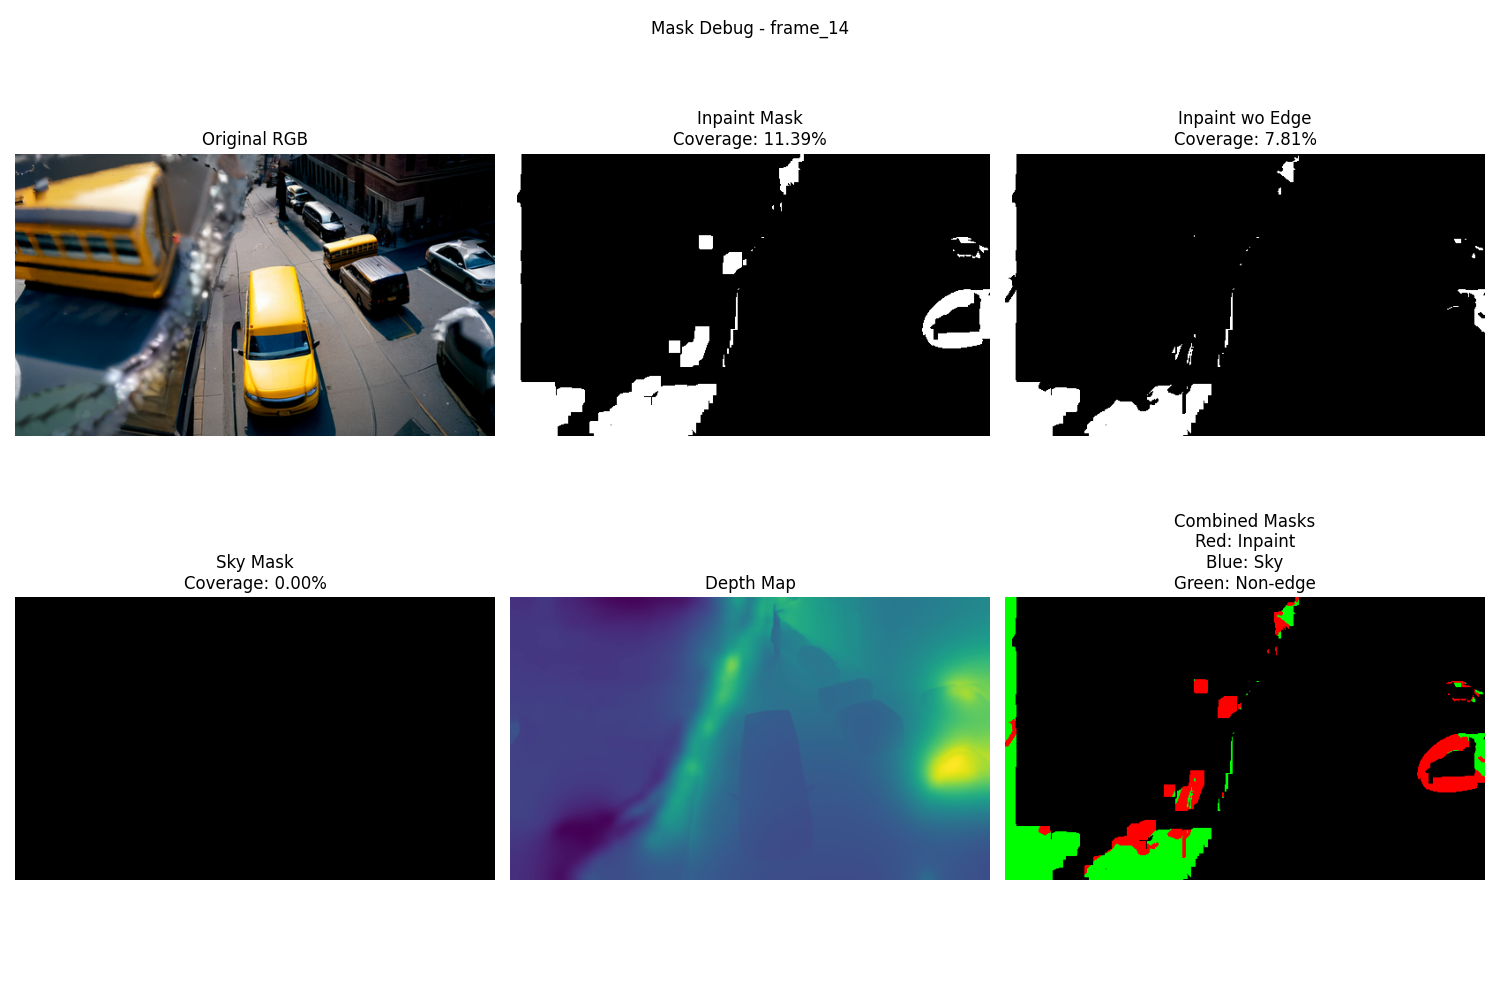 Mask Debug - frame_14
Original RGB
Inpaint Mask
Coverage: 11.39%
Inpaint wo Edge
Coverage: 7.81%
Sky Mask
Coverage: 0.00%
Depth Map
Combined Masks
Red: Inpaint
Blue: Sky
Green: Non-edge